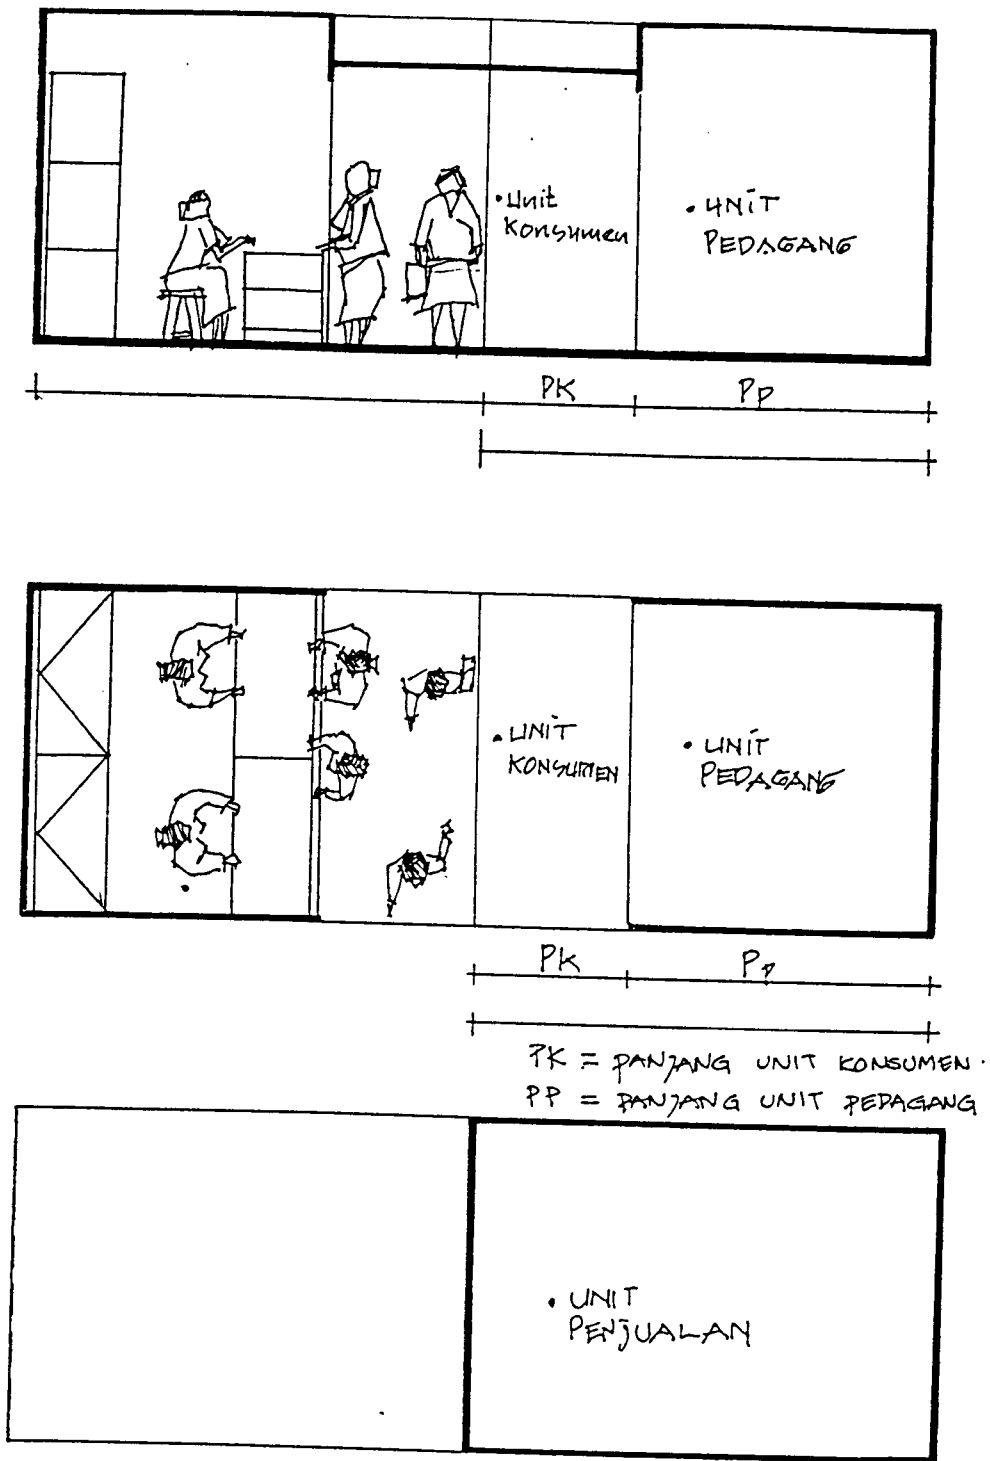 • Unit
Konsumen
• UNIT
PEDAGANG
PK
PP
• UNIT
KONSUMEN
• UNIT
PEDAGANG
PK
PP
PK = PANJANG UNIT KONSUMEN.
PP = PANJANG UNIT PEDAGANG
• UNIT
PENJUALAN